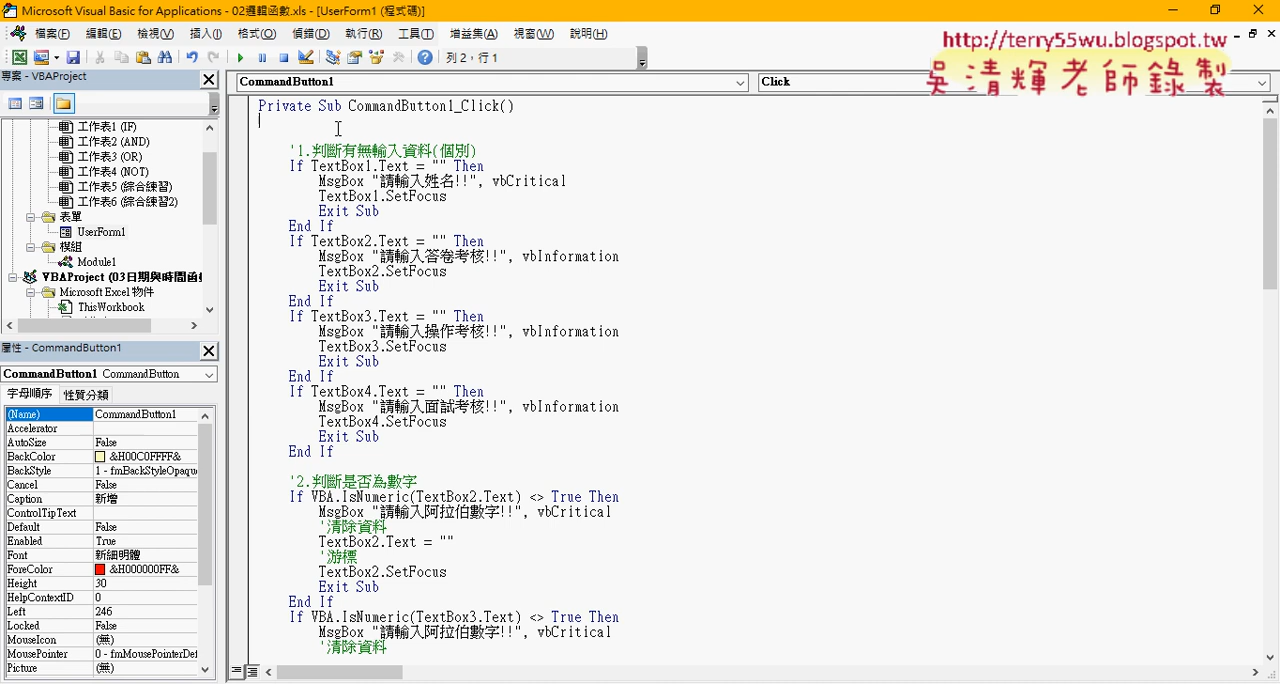 Microsoft Visual Basic for Applications - 02邏輯函數.xls - [UserForm1 (程式碼)]
檔案(F) 編輯(E) 檢視(V) 插入(I) 格式(O) 偵錯(D) 執行(R) 工具(T) 增益集(A) 視窗(W) 說明(H)
http://terry55wu.blogspot.tw
吳清輝老師錄製
列 2，行 1
專案 - VBAProject
CommandButton1
Click
工作表1 (IF)
工作表2 (AND)
工作表3 (OR)
工作表4 (NOT)
工作表5 (綜合練習)
工作表6 (綜合練習2)
表單
UserForm1
模組
Module1
VBAProject (03日期與時間函
Microsoft Excel 物件
ThisWorkbook
屬性 - CommandButton1
CommandButton1 CommandButton
字母順序 性質分類
(Name) CommandButton1
Accelerator
AutoSize False
BackColor &H00C0FFFF&
BackStyle 1 - fmBackStyleOpaqu
Cancel False
Caption 新增
ControlTipText
Default False
Enabled True
Font 新細明體
ForeColor &H000000FF&
Height 30
HelpContextID 0
Left 246
Locked False
MouseIcon (無)
MousePointer 0 - fmMousePointerDef
Picture (無)
Private Sub CommandButton1_Click()
'1.判斷有無輸入資料(個別)
If TextBox1.Text = "" Then
MsgBox "請輸入姓名!!", vbCritical
TextBox1.SetFocus
Exit Sub
End If
If TextBox2.Text = "" Then
MsgBox "請輸入答卷考核!!", vbInformation
TextBox2.SetFocus
Exit Sub
End If
If TextBox3.Text = "" Then
MsgBox "請輸入操作考核!!", vbInformation
TextBox3.SetFocus
Exit Sub
End If
If TextBox4.Text = "" Then
MsgBox "請輸入面試考核!!", vbInformation
TextBox4.SetFocus
Exit Sub
End If
'2.判斷是否為數字
If VBA.IsNumeric(TextBox2.Text) <> True Then
MsgBox "請輸入阿拉伯數字!!", vbCritical
'清除資料
TextBox2.Text = ""
'游標
TextBox2.SetFocus
Exit Sub
End If
If VBA.IsNumeric(TextBox3.Text) <> True Then
MsgBox "請輸入阿拉伯數字!!", vbCritical
'清除資料